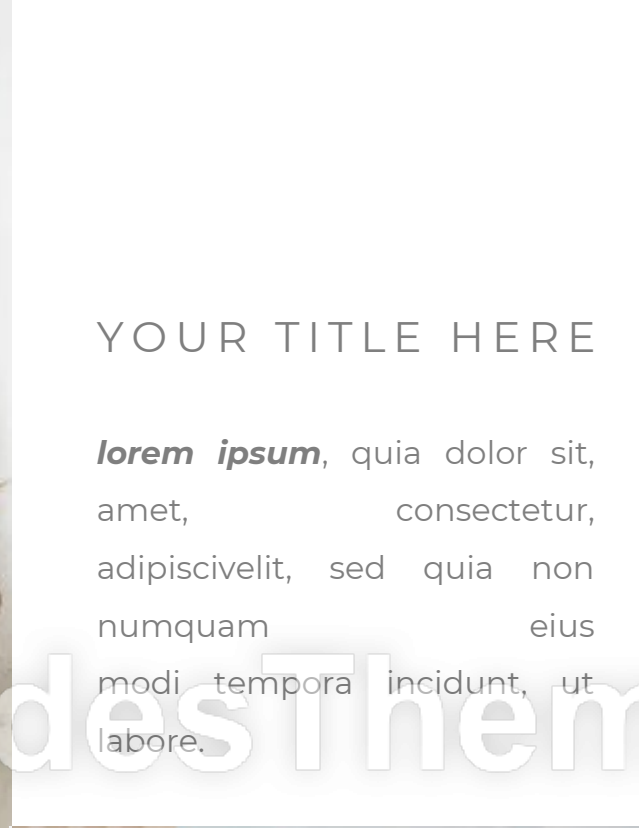 YOUR TITLE HERE
lorem ipsum, quia dolor sit,
amet, consectetur,
adipiscivelit, sed quia non
numquam eius
modi tempora incidunt, ut
labore.
desThem